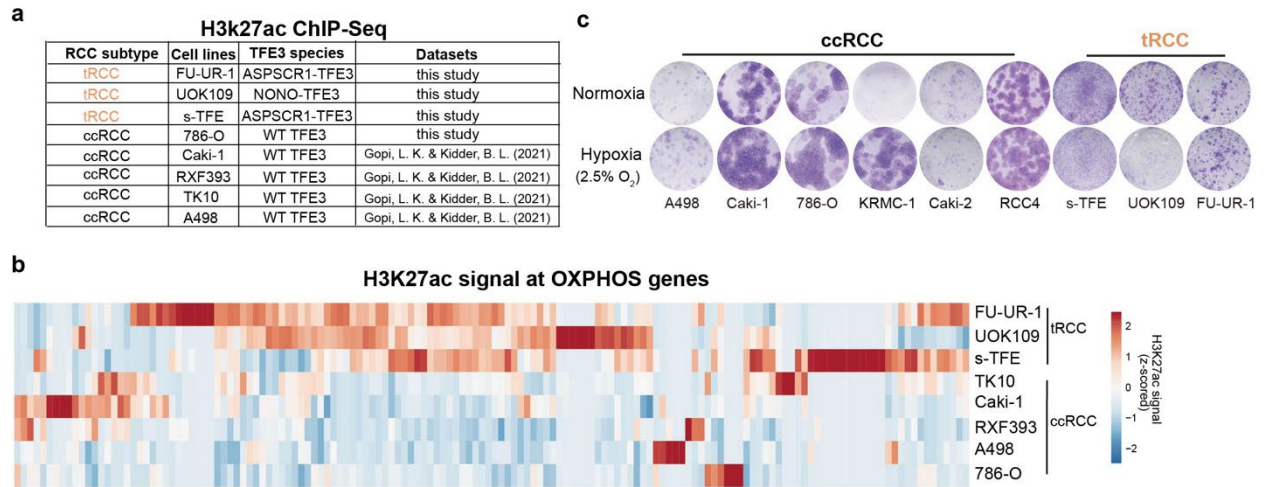 a
H3k27ac ChIP-Seq
RCC subtype Cell lines TFE3 species Datasets
tRCC FU-UR-1 ASPSCR1-TFE3 this study
tRCC UOK109 NONO-TFE3 this study
tRCC s-TFE ASPSCR1-TFE3 this study
ccRCC 786-O WT TFE3 this study
ccRCC Caki-1 WT TFE3 Gopi, L. K. & Kidder, B. L. (2021)
ccRCC RXF393 WT TFE3 Gopi, L. K. & Kidder, B. L. (2021)
ccRCC TK10 WT TFE3 Gopi, L. K. & Kidder, B. L. (2021)
ccRCC A498 WT TFE3 Gopi, L. K. & Kidder, B. L. (2021)
c
ccRCC tRCC
Normoxia
Hypoxia
(2.5% O₂)
A498 Caki-1 786-O KRMC-1 Caki-2 RCC4 s-TFE UOK109 FU-UR-1
b
H3K27ac signal at OXPHOS genes
FU-UR-1
UOK109
s-TFE
TK10
Caki-1
RXF393
A498
786-O
tRCC
ccRCC
2
1
0
−1
−2
H3K27ac signal
(z-scored)